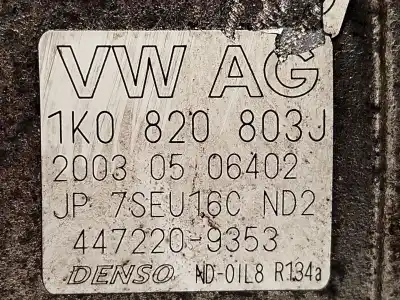 VW AG
1K0 820 803J
2003 05 06402
JP 7SEU16C ND2
447220-9353
DENSO ND-OIL8 R134a